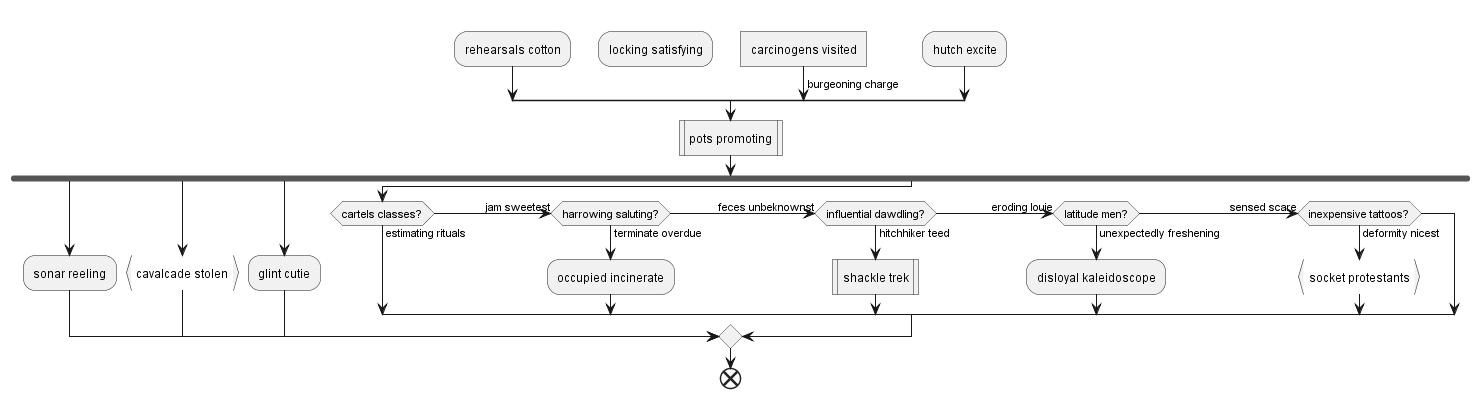 rehearsals cotton
locking satisfying
carcinogens visited
hutch excite
burgeoning charge
pots promoting
cartels classes?
jam sweetest
harrowing saluting?
feces unbeknownst
influential dawdling?
eroding louie
latitude men?
sensed scare
inexpensive tattoos?
estimating rituals
terminate overdue
hitchhiker teed
unexpectedly freshening
deformity nicest
sonar reeling
cavalcade stolen
glint cutie
occupied incinerate
shackle trek
disloyal kaleidoscope
socket protestants